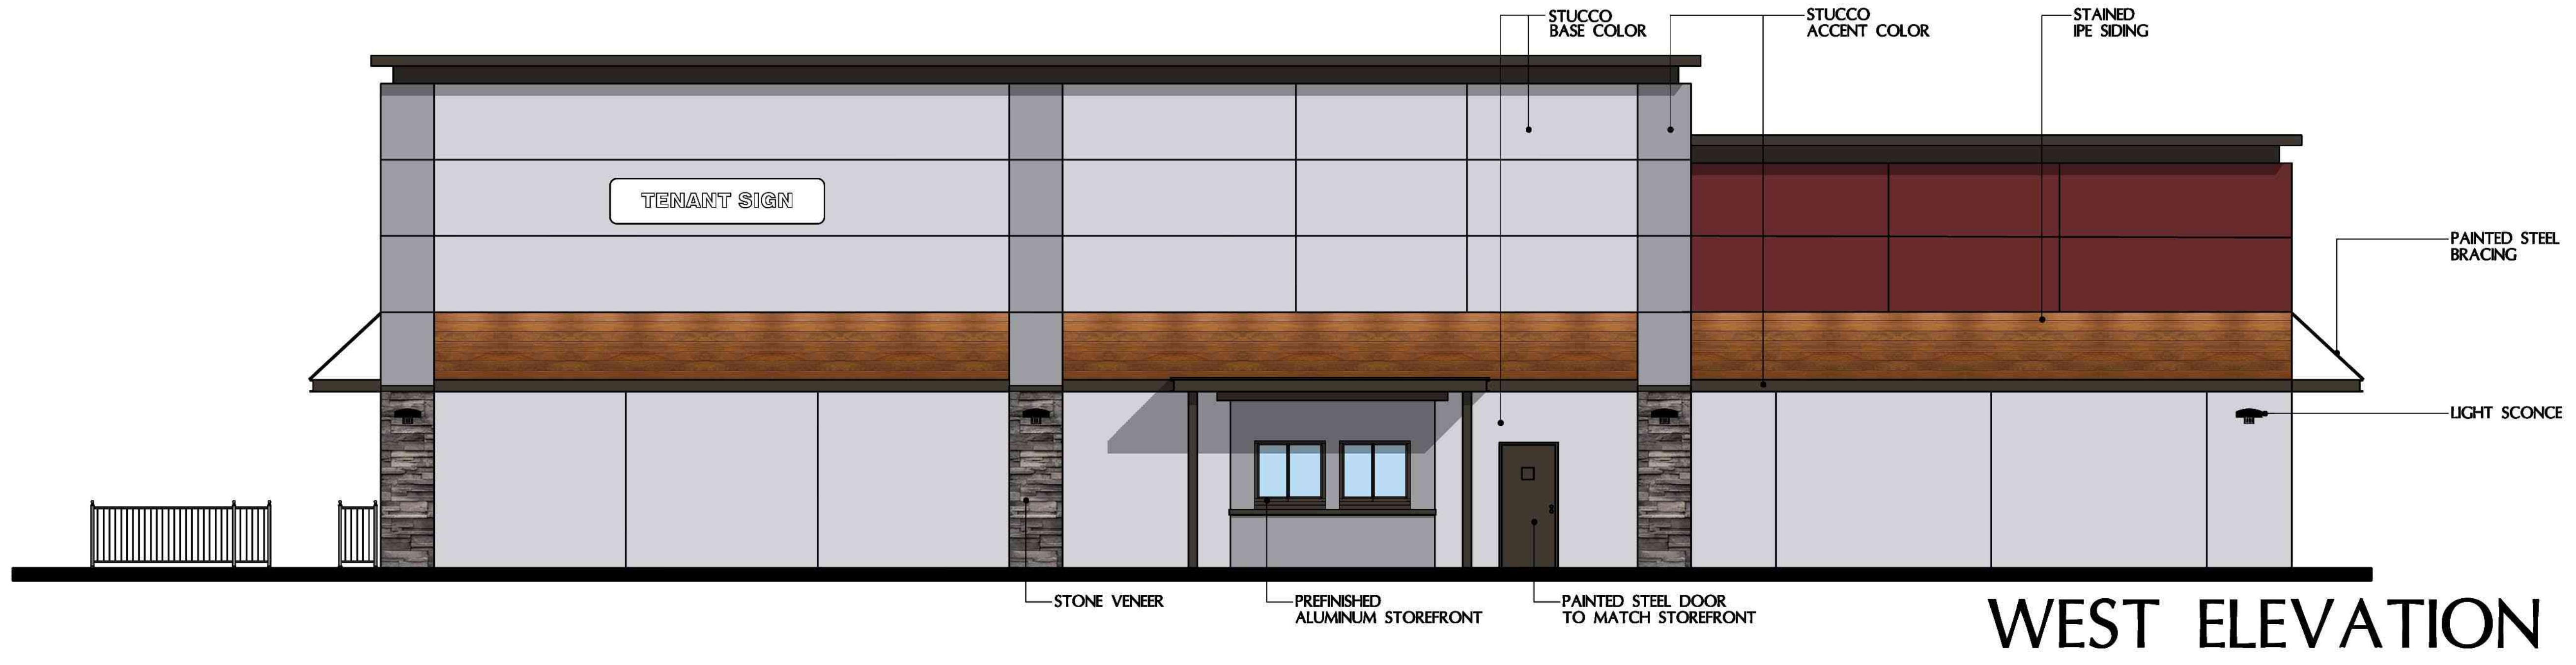 STUCCO
BASE COLOR
STUCCO
ACCENT COLOR
STAINED
IPE SIDING
TENANT SIGN
PAINTED STEEL
BRACING
LIGHT SCONCE
STONE VENEER
PREFINISHED
ALUMINUM STOREFRONT
PAINTED STEEL DOOR
TO MATCH STOREFRONT
WEST ELEVATION